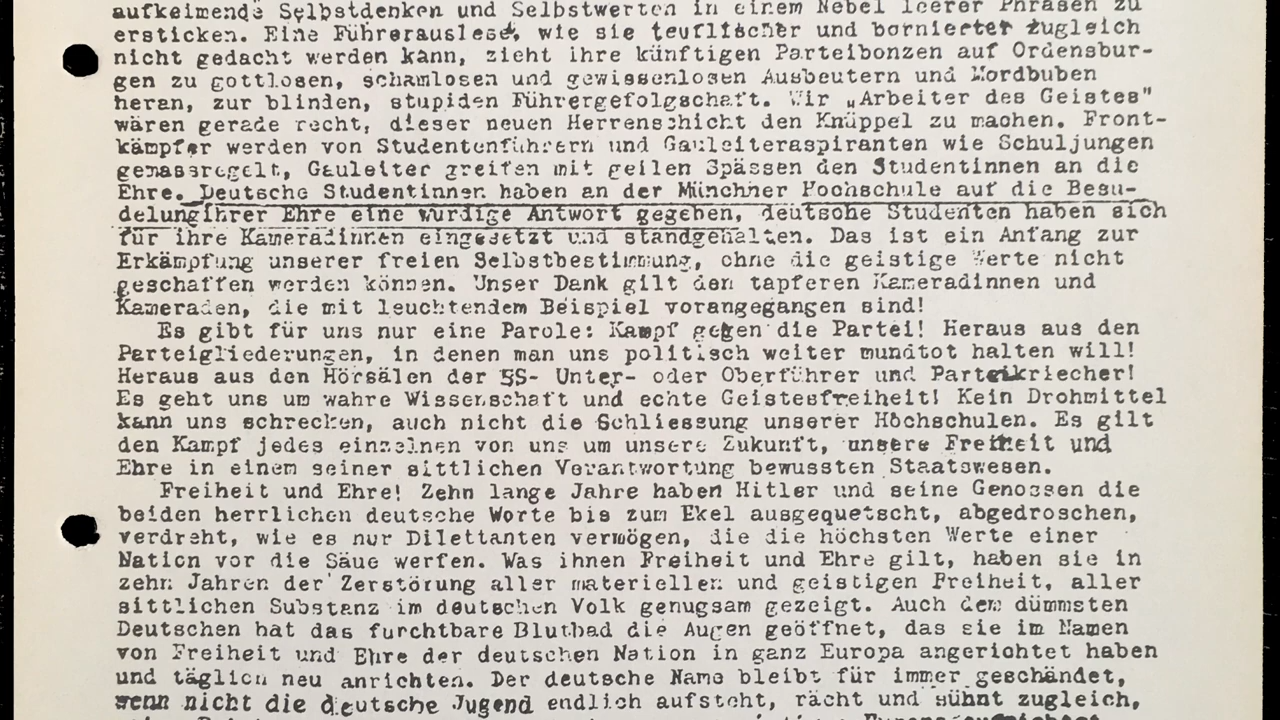 aufkeimende Selbstdenken und Selbstwerten in einem Nebel leerer Phrasen zu
ersticken. Eine Führerauslese, wie sie teuflischer und bornierter zugleich
nicht gedacht werden kann, zieht ihre künftigen Parteibonzen auf Ordensbur-
gen zu gottlosen, schamlosen und gewissenlosen Ausbeutern und Mordbuben
heran, zur blinden, stupiden Führergefolgschaft. Wir „Arbeiter des Geistes"
wären gerade recht, dieser neuen Herrenschicht den Knüppel zu machen. Front-
kämpfer werden von Studentenführern und Gauleiteraspiranten wie Schuljungen
gemassregelt, Gauleiter greifen mit geilen Spässen den Studentinnen an die
Ehre. Deutsche Studentinnen haben an der Münchner Hochschule auf die Besu-
delung ihrer Ehre eine würdige Antwort gegeben, deutsche Studenten haben sich
für ihre Kameradinnen eingesetzt und standgehalten. Das ist ein Anfang zur
Erkämpfung unserer freien Selbstbestimmung, ohne die geistige Werte nicht
geschaffen werden können. Unser Dank gilt den tapferen Kameradinnen und
Kameraden, die mit leuchtendem Beispiel vorangegangen sind!
Es gibt für uns nur eine Parole: Kampf gegen die Partei! Heraus aus den
Parteigliederungen, in denen man uns politisch weiter mundtot halten will!
Heraus aus den Hörsälen der SS- Unter- oder Oberführer und Parteikriecher!
Es geht uns um wahre Wissenschaft und echte Geistesfreiheit! Kein Drohmittel
kann uns schrecken, auch nicht die Schliessung unserer Hochschulen. Es gilt
den Kampf jedes einzelnen von uns um unsere Zukunft, unsere Freiheit und
Ehre in einem seiner sittlichen Verantwortung bewussten Staatswesen.
Freiheit und Ehre! Zehn lange Jahre haben Hitler und seine Genossen die
beiden herrlichen deutsche Worte bis zum Ekel ausgequetscht, abgedroschen,
verdreht, wie es nur Dilettanten vermögen, die die höchsten Werte einer
Nation vor die Säue werfen. Was ihnen Freiheit und Ehre gilt, haben sie in
zehn Jahren der Zerstörung aller materiellen und geistigen Freiheit, aller
sittlichen Substanz im deutschen Volk genugsam gezeigt. Auch dem dümmsten
Deutschen hat das furchtbare Blutbad die Augen geöffnet, das sie im Namen
von Freiheit und Ehre der deutschen Nation in ganz Europa angerichtet haben
und täglich neu anrichten. Der deutsche Name bleibt für immer geschändet,
wenn nicht die deutsche Jugend endlich aufsteht, rächt und sühnt zugleich,